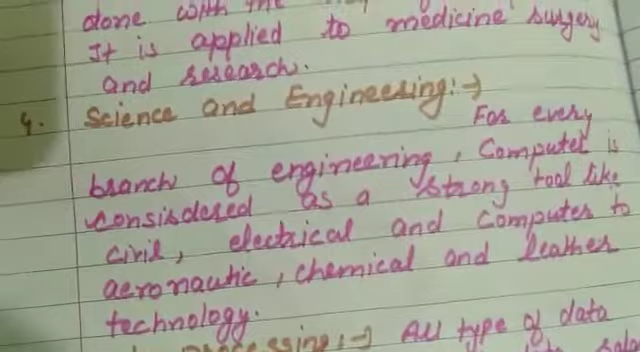 done with the
It is applied to medicine surgery
and research.
4. Science and Engineering:→
For every
branch of engineering, Computer is
consisdered as a strong tool like
civil, electrical and computer to
aeronautic, chemical and leather
technology.
All type of data